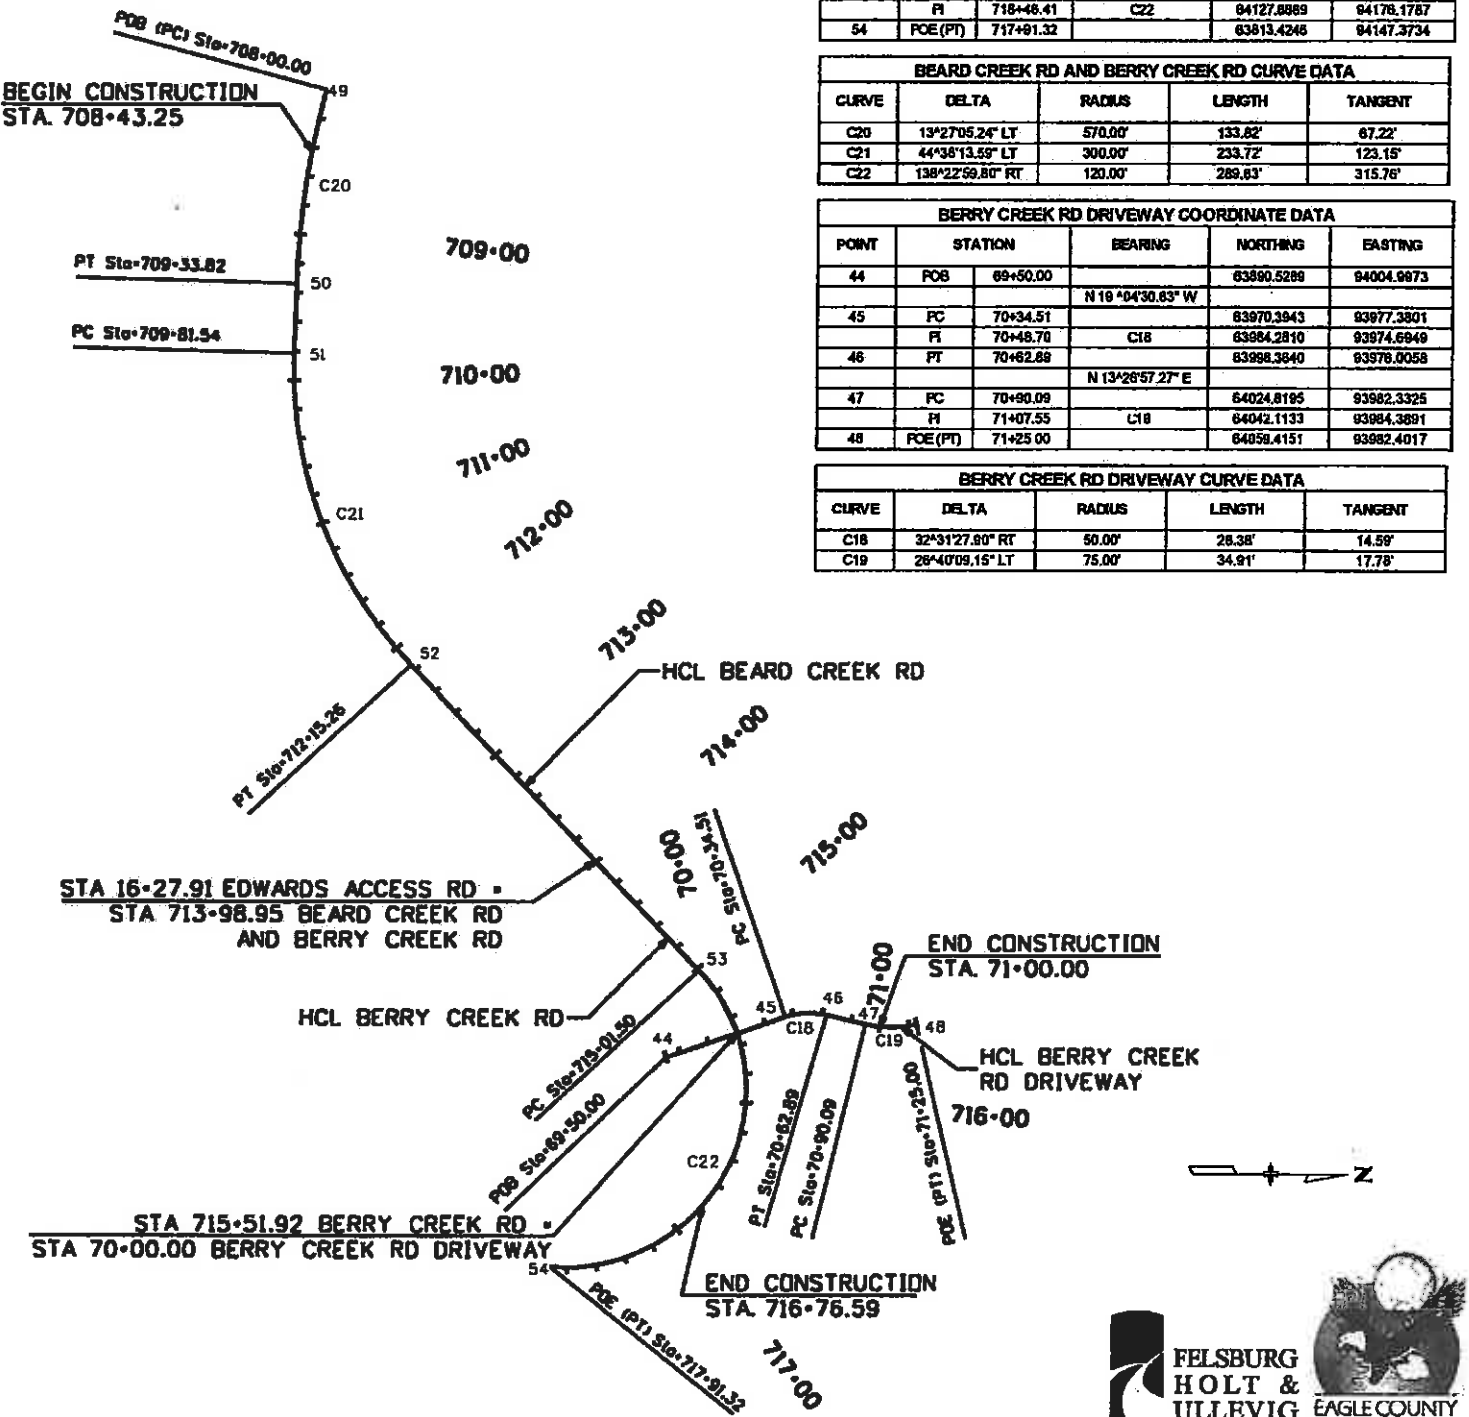 PI 718+46.41 C22 64127.8869 94176.1787
54 POE(PT) 717+91.32 63813.4246 94147.3734
BEARD CREEK RD AND BERRY CREEK RD CURVE DATA
CURVE DELTA RADIUS LENGTH TANGENT
C20 13^27'05.24" LT 570.00' 133.82' 67.22'
C21 44^38'13.59" LT 300.00' 233.72' 123.15'
C22 138^22'59.80" RT 120.00' 289.83' 315.76'
BERRY CREEK RD DRIVEWAY COORDINATE DATA
POINT STATION BEARING NORTHING EASTING
44 POB 69+50.00 63890.5289 94004.9973
N 19^04'30.63" W
45 PC 70+34.51 63970.3943 93977.3801
PI 70+48.70 C18 63984.2810 93974.6949
46 PT 70+62.89 63998.3640 93978.0058
N 13^26'57.27" E
47 PC 70+90.09 64024.8195 93982.3325
PI 71+07.55 C18 64042.1133 93984.3891
48 POE(PT) 71+25.00 64059.4151 93982.4017
BERRY CREEK RD DRIVEWAY CURVE DATA
CURVE DELTA RADIUS LENGTH TANGENT
C18 32^31'27.90" RT 50.00' 28.38' 14.59'
C19 26^40'09.15" LT 75.00' 34.91' 17.78'
POB (PC) Sta=708+00.00
49
BEGIN CONSTRUCTION
STA. 708+43.25
C20
709+00
PT Sta=709+33.82
50
PC Sta=709+81.54
51
710+00
711+00
C21
712+00
713+00
52
HCL BEARD CREEK RD
PT Sta=712+15.26
714+00
70+00
PC Sta=70+34.51
715+00
STA 16+27.91 EDWARDS ACCESS RD =
STA 713+98.95 BEARD CREEK RD
AND BERRY CREEK RD
53
71+00
END CONSTRUCTION
STA. 71+00.00
HCL BERRY CREEK RD
44
45
C18
46
47
C19
48
HCL BERRY CREEK
RD DRIVEWAY
PC Sta=715+01.50
POB Sta=69+50.00
PT Sta=70+62.89
PC Sta=70+90.09
POE (PT) Sta=71+25.00
716+00
C22
Z
STA 715+51.92 BERRY CREEK RD =
STA 70+00.00 BERRY CREEK RD DRIVEWAY
54
END CONSTRUCTION
STA. 716+76.59
POE (PT) Sta=717+91.32
717+00
FELSBURG
HOLT &
ULLEVIG
EAGLE COUNTY